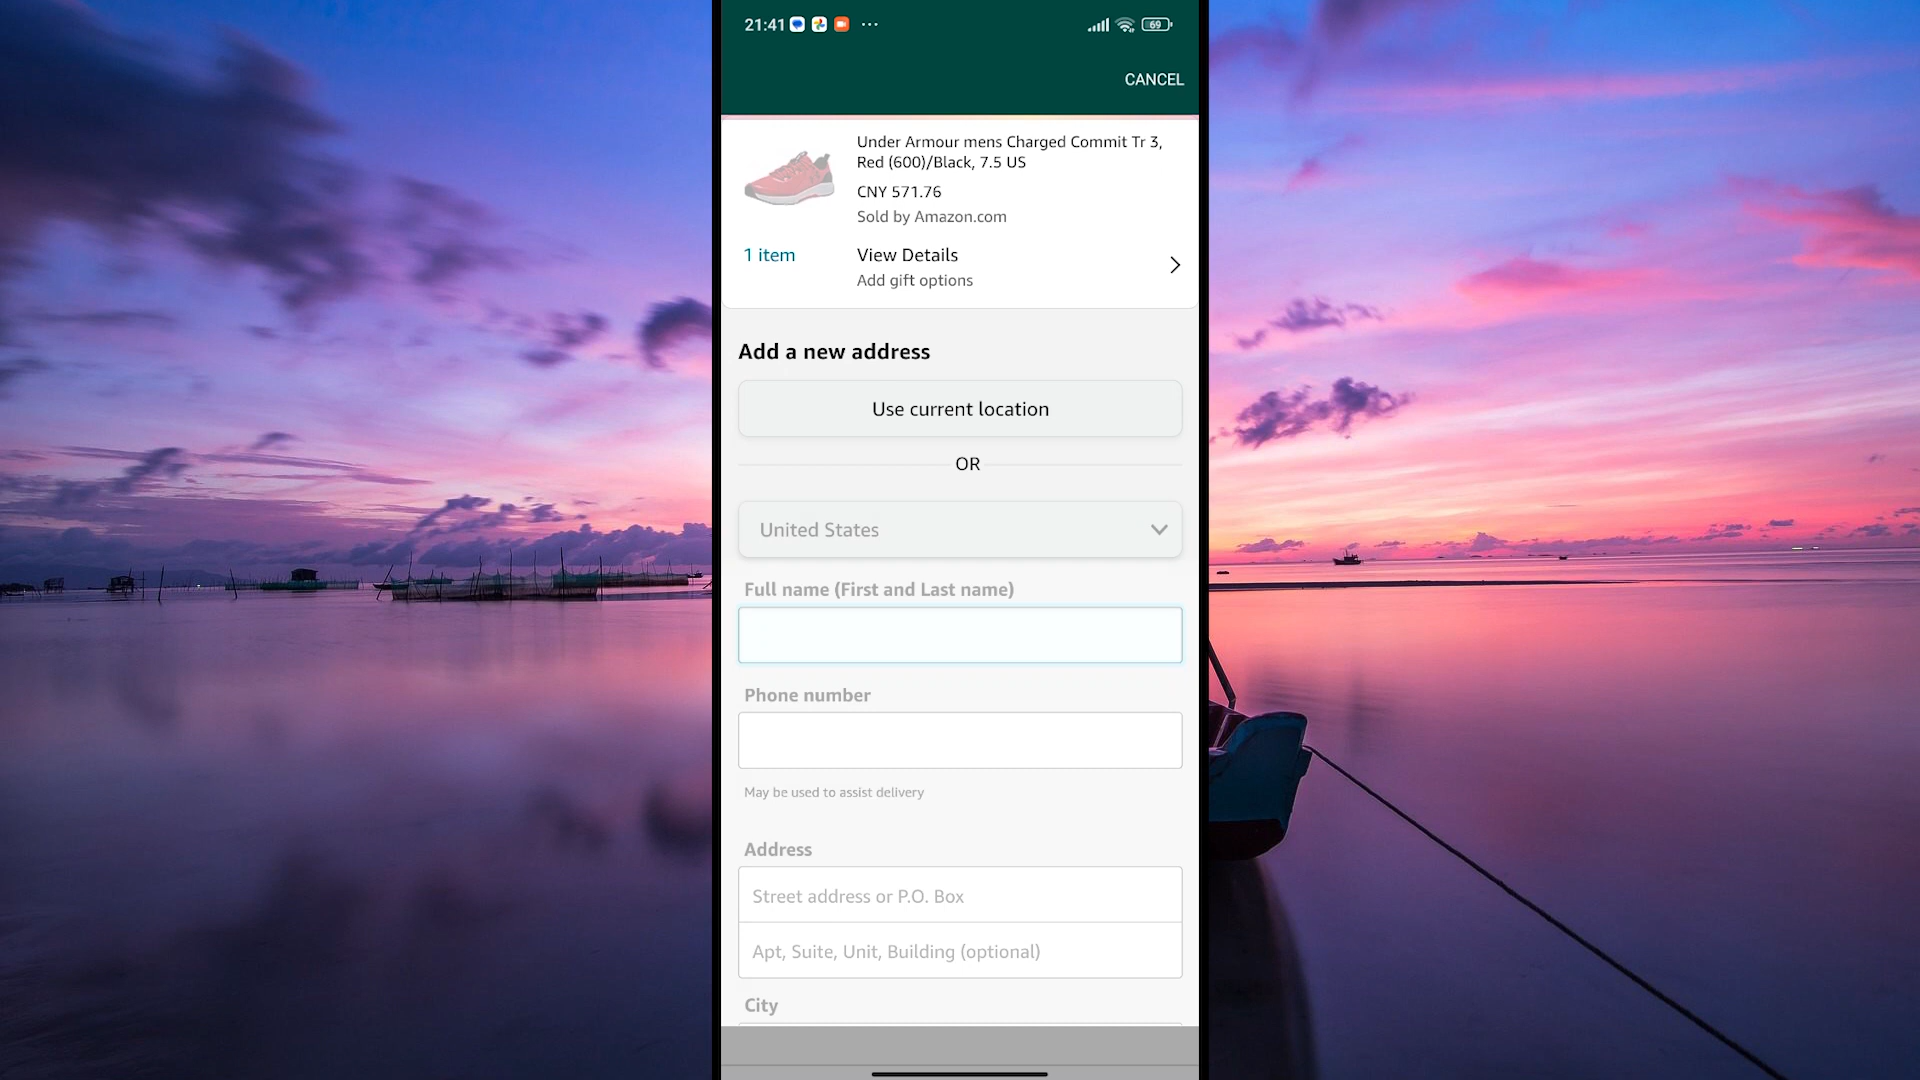 21:41
69
CANCEL
Under Armour mens Charged Commit Tr 3,
Red (600)/Black, 7.5 US
CNY 571.76
Sold by Amazon.com
1 item
View Details
Add gift options
Add a new address
Use current location
OR
United States
Full name (First and Last name)
Phone number
May be used to assist delivery
Address
Street address or P.O. Box
Apt, Suite, Unit, Building (optional)
City